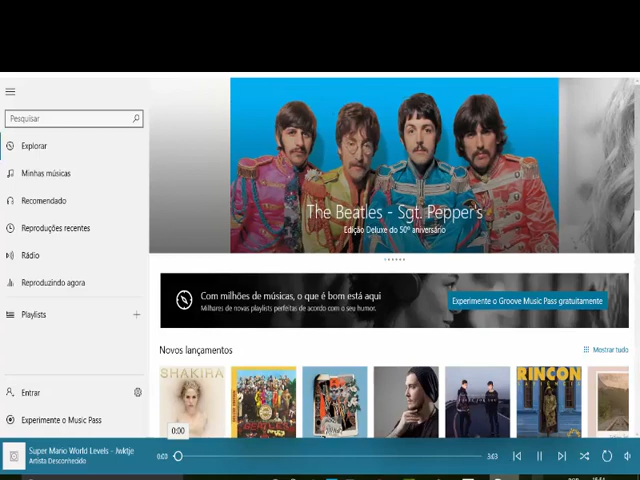 Pesquisar
Explorar
Minhas músicas
Recomendado
Reproduções recentes
Rádio
Reproduzindo agora
Playlists
Entrar
Experimente o Music Pass
The Beatles - Sgt. Pepper's
Edição Deluxe do 50º aniversário
Com milhões de músicas, o que é bom está aqui
Milhares de novas playlists perfeitas de acordo com o seu humor.
Experimente o Groove Music Pass gratuitamente
Novos lançamentos
Mostrar tudo
SHAKIRA
RINCON
0:00
Super Mario World Levels -
Artista Desconhecido
0:03
3:03